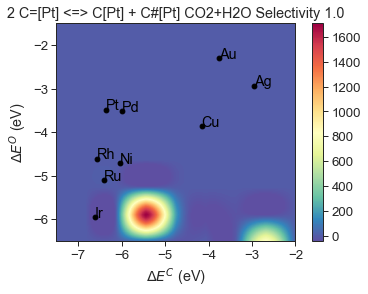 2 C=[Pt] <=> C[Pt] + C#[Pt] CO2+H2O Selectivity 1.0
−2
−3
−4
−5
−6
ΔE^O (eV)
Au
Ag
Pt
Pd
Cu
Rh
Ni
Ru
Ir
−7
−6
−5
−4
−3
−2
ΔE^C (eV)
1600
1400
1200
1000
800
600
400
200
0